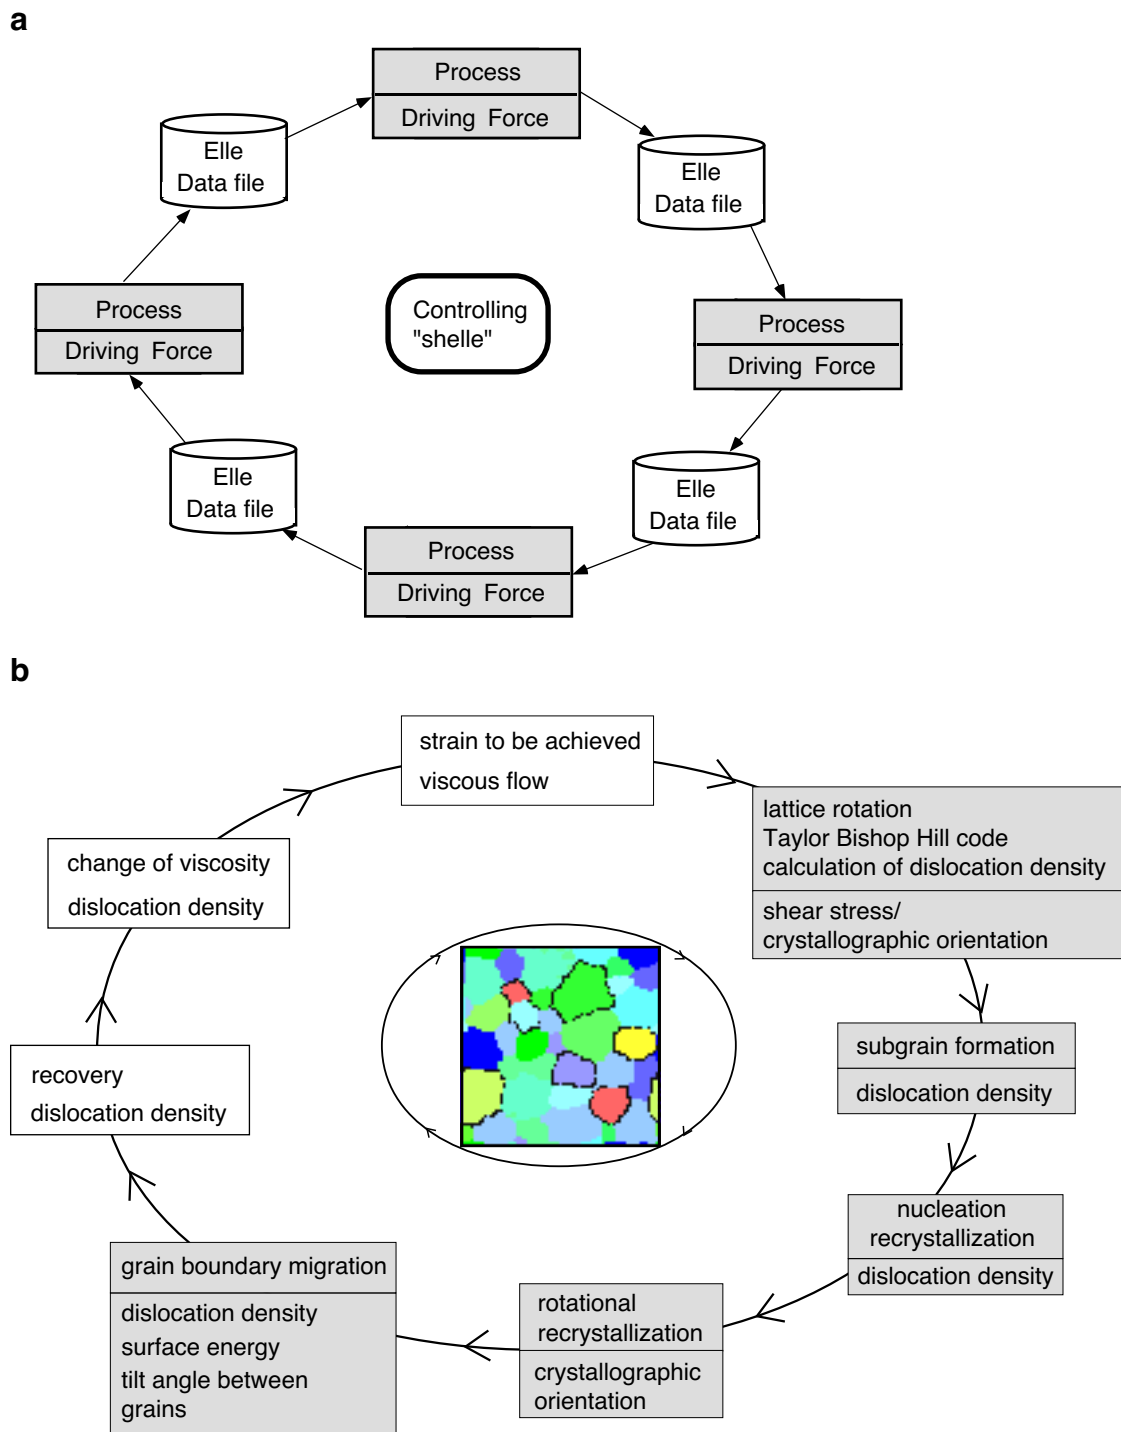 a
Process
Driving Force
Elle
Data file
Elle
Data file
Process
Driving Force
Controlling
"shelle"
Process
Driving Force
Elle
Data file
Elle
Data file
Process
Driving Force
b
strain to be achieved
viscous flow
lattice rotation
Taylor Bishop Hill code
calculation of dislocation density
shear stress/
crystallographic orientation
change of viscosity
dislocation density
subgrain formation
dislocation density
recovery
dislocation density
nucleation
recrystallization
dislocation density
rotational
recrystallization
crystallographic
orientation
grain boundary migration
dislocation density
surface energy
tilt angle between
grains